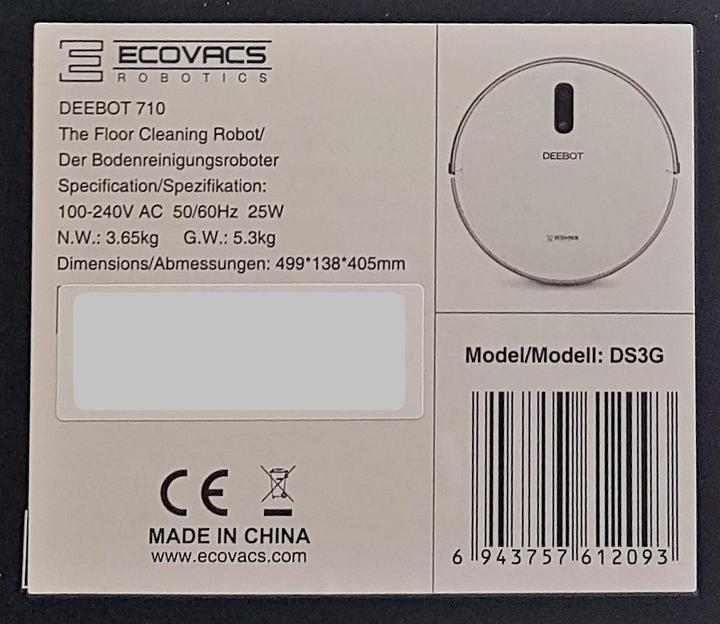 ECOVACS
ROBOTICS
DEEBOT 710
The Floor Cleaning Robot/
Der Bodenreinigungsroboter
Specification/Spezifikation:
100-240V AC 50/60Hz 25W
N.W.: 3.65kg G.W.: 5.3kg
Dimensions/Abmessungen: 499*138*405mm
CE
MADE IN CHINA
www.ecovacs.com
DEEBOT
ECOVACS
Model/Modell: DS3G
6 943757 612093